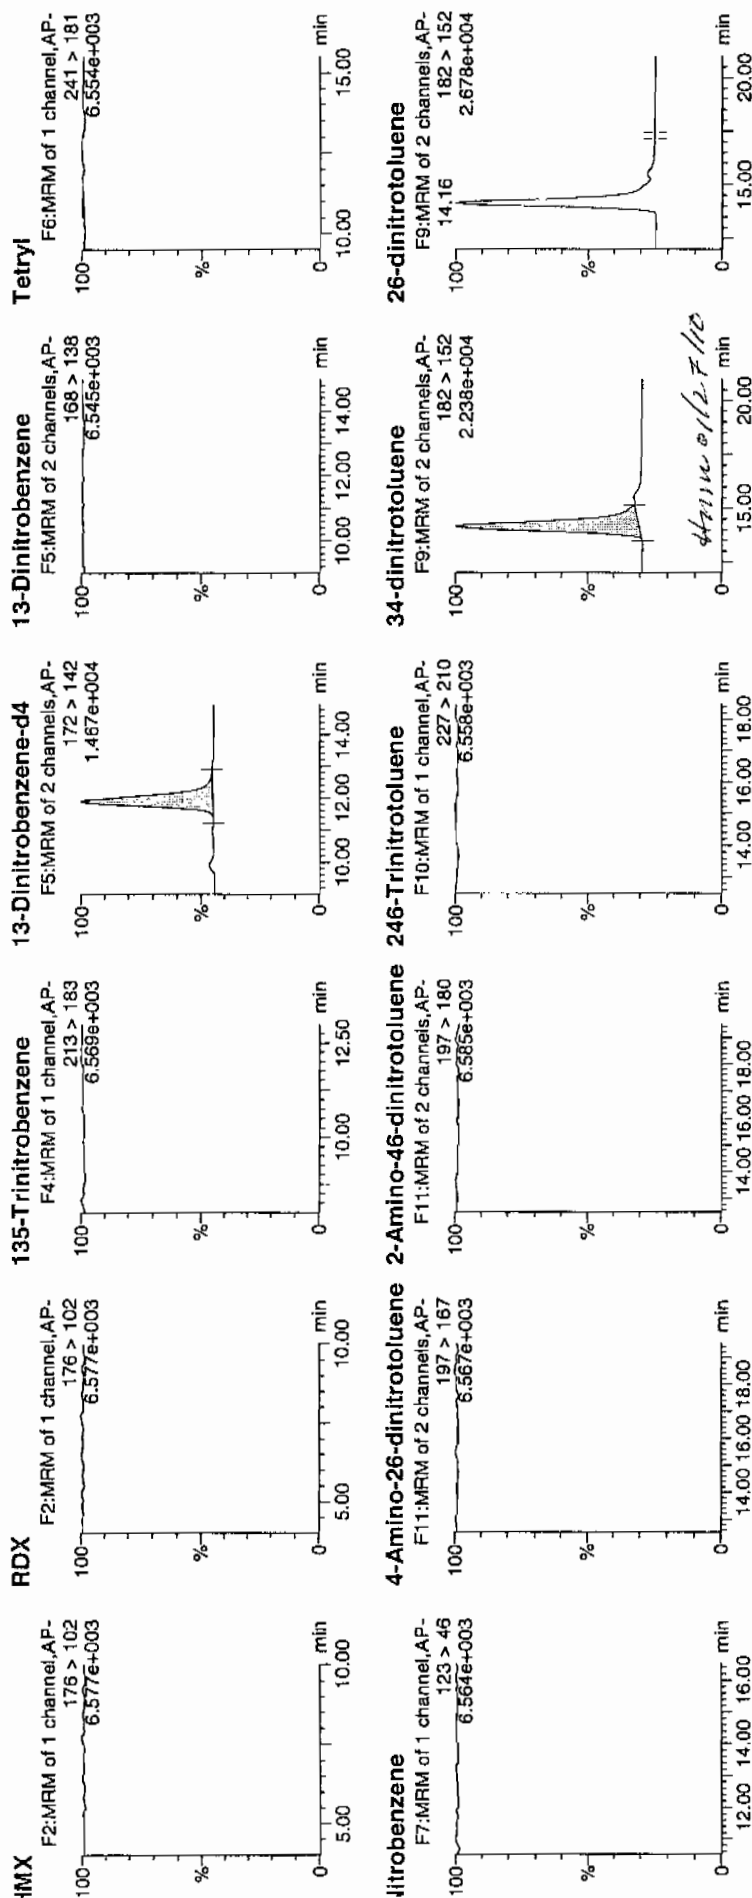 HMX
F2:MRM of 1 channel,AP-
176 > 102
6.577e+003
100
%
0
5.00
10.00
min
RDX
F2:MRM of 1 channel,AP-
176 > 102
6.577e+003
100
%
0
5.00
10.00
min
135-Trinitrobenzene
F4:MRM of 1 channel,AP-
213 > 183
6.569e+003
100
%
0
10.00
12.50
min
13-Dinitrobenzene-d4
F5:MRM of 2 channels,AP-
172 > 142
1.467e+004
100
%
0
10.00
12.00
14.00
min
13-Dinitrobenzene
F5:MRM of 2 channels,AP-
168 > 138
6.545e+003
100
%
0
10.00
12.00
14.00
min
Tetryl
F6:MRM of 1 channel,AP-
241 > 181
6.554e+003
100
%
0
10.00
15.00
min
Nitrobenzene
F7:MRM of 1 channel,AP-
123 > 46
6.564e+003
100
%
0
12.00
14.00
16.00
min
4-Amino-26-dinitrotoluene
F11:MRM of 2 channels,AP-
197 > 167
6.567e+003
100
%
0
14.00
16.00
18.00
min
2-Amino-46-dinitrotoluene
F11:MRM of 2 channels,AP-
197 > 180
6.585e+003
100
%
0
14.00
16.00
18.00
min
246-Trinitrotoluene
F10:MRM of 1 channel,AP-
227 > 210
6.558e+003
100
%
0
14.00
16.00
18.00
min
34-dinitrotoluene
F9:MRM of 2 channels,AP-
182 > 152
2.238e+004
100
%
0
15.00
20.00
min
01/27/10
26-dinitrotoluene
F9:MRM of 2 channels,AP-
182 > 152
2.678e+004
14.16
100
%
0
15.00
20.00
min